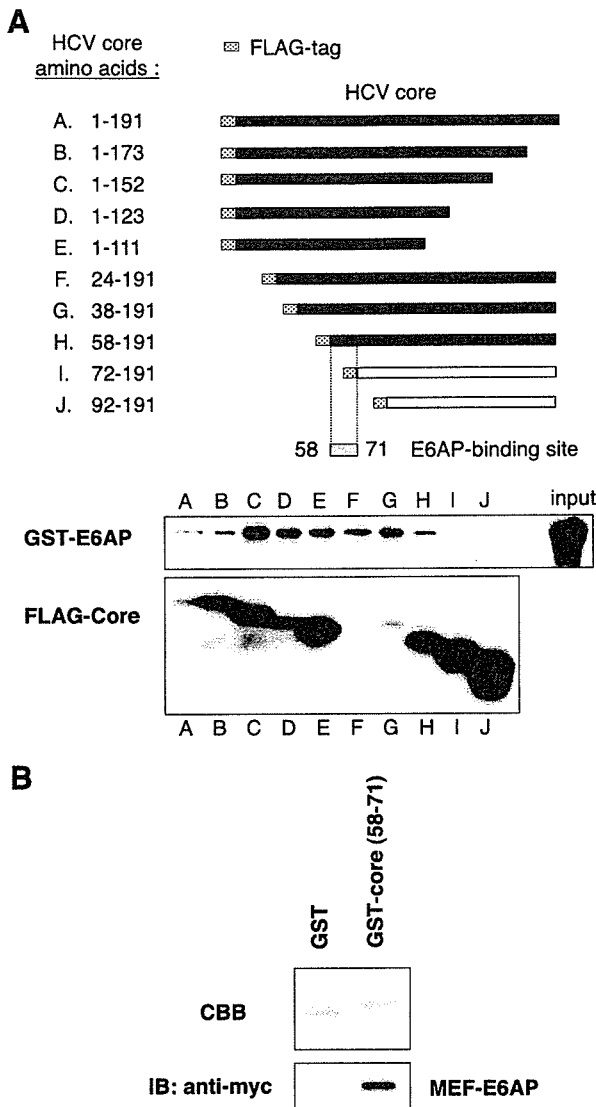 A
HCV core
amino acids :
FLAG-tag
HCV core
A. 1-191
B. 1-173
C. 1-152
D. 1-123
E. 1-111
F. 24-191
G. 38-191
H. 58-191
I. 72-191
J. 92-191
58 71 E6AP-binding site
A B C D E F G H I J input
GST-E6AP
FLAG-Core
A B C D E F G H I J
B
GST
GST-core (58-71)
CBB
IB: anti-myc MEF-E6AP